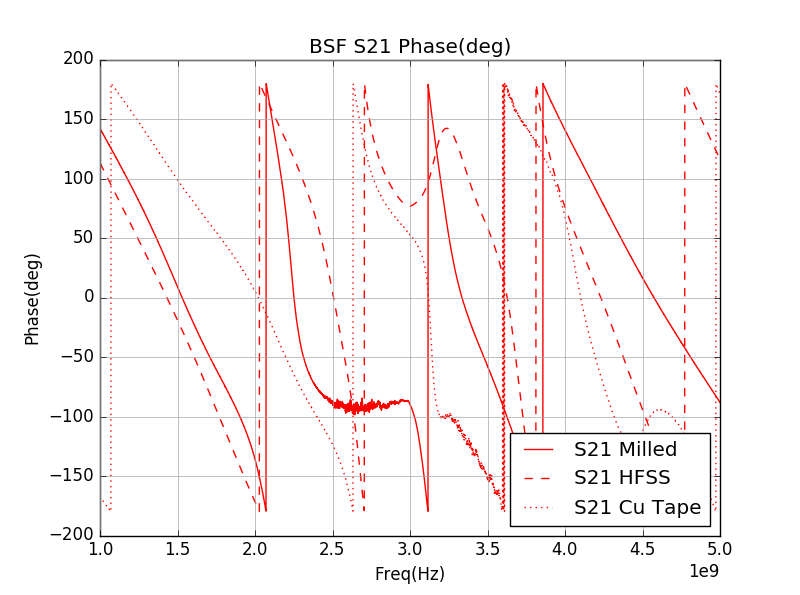 BSF S21 Phase(deg)
200
150
100
50
0
−50
−100
−150
−200
Phase(deg)
S21 Milled
S21 HFSS
S21 Cu Tape
1.0 1.5 2.0 2.5 3.0 3.5 4.0 4.5 5.0
Freq(Hz) 1e9